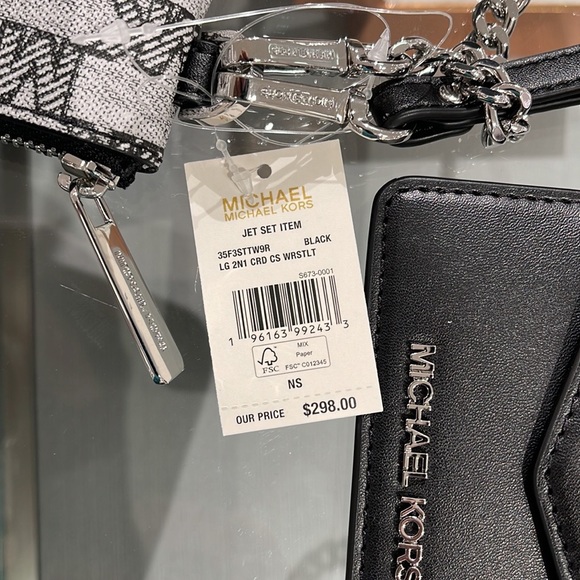 MICHAEL
MICHAEL KORS
JET SET ITEM
35F3STTW9R BLACK
LG 2N1 CRD CS WRSTLT
S673-0001
1 96163 99243 3
FSC
MIX
Paper
FSC® C012345
NS
OUR PRICE $298.00
MICHAEL KORS